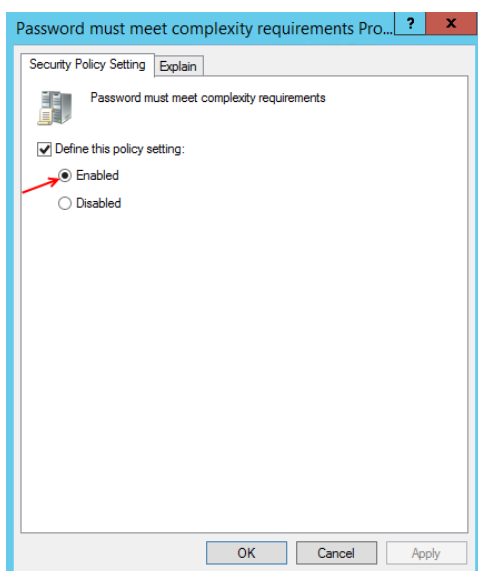 Password must meet complexity requirements Pro... ? x
Security Policy Setting Explain
Password must meet complexity requirements
Define this policy setting:
Enabled
Disabled
OK Cancel Apply